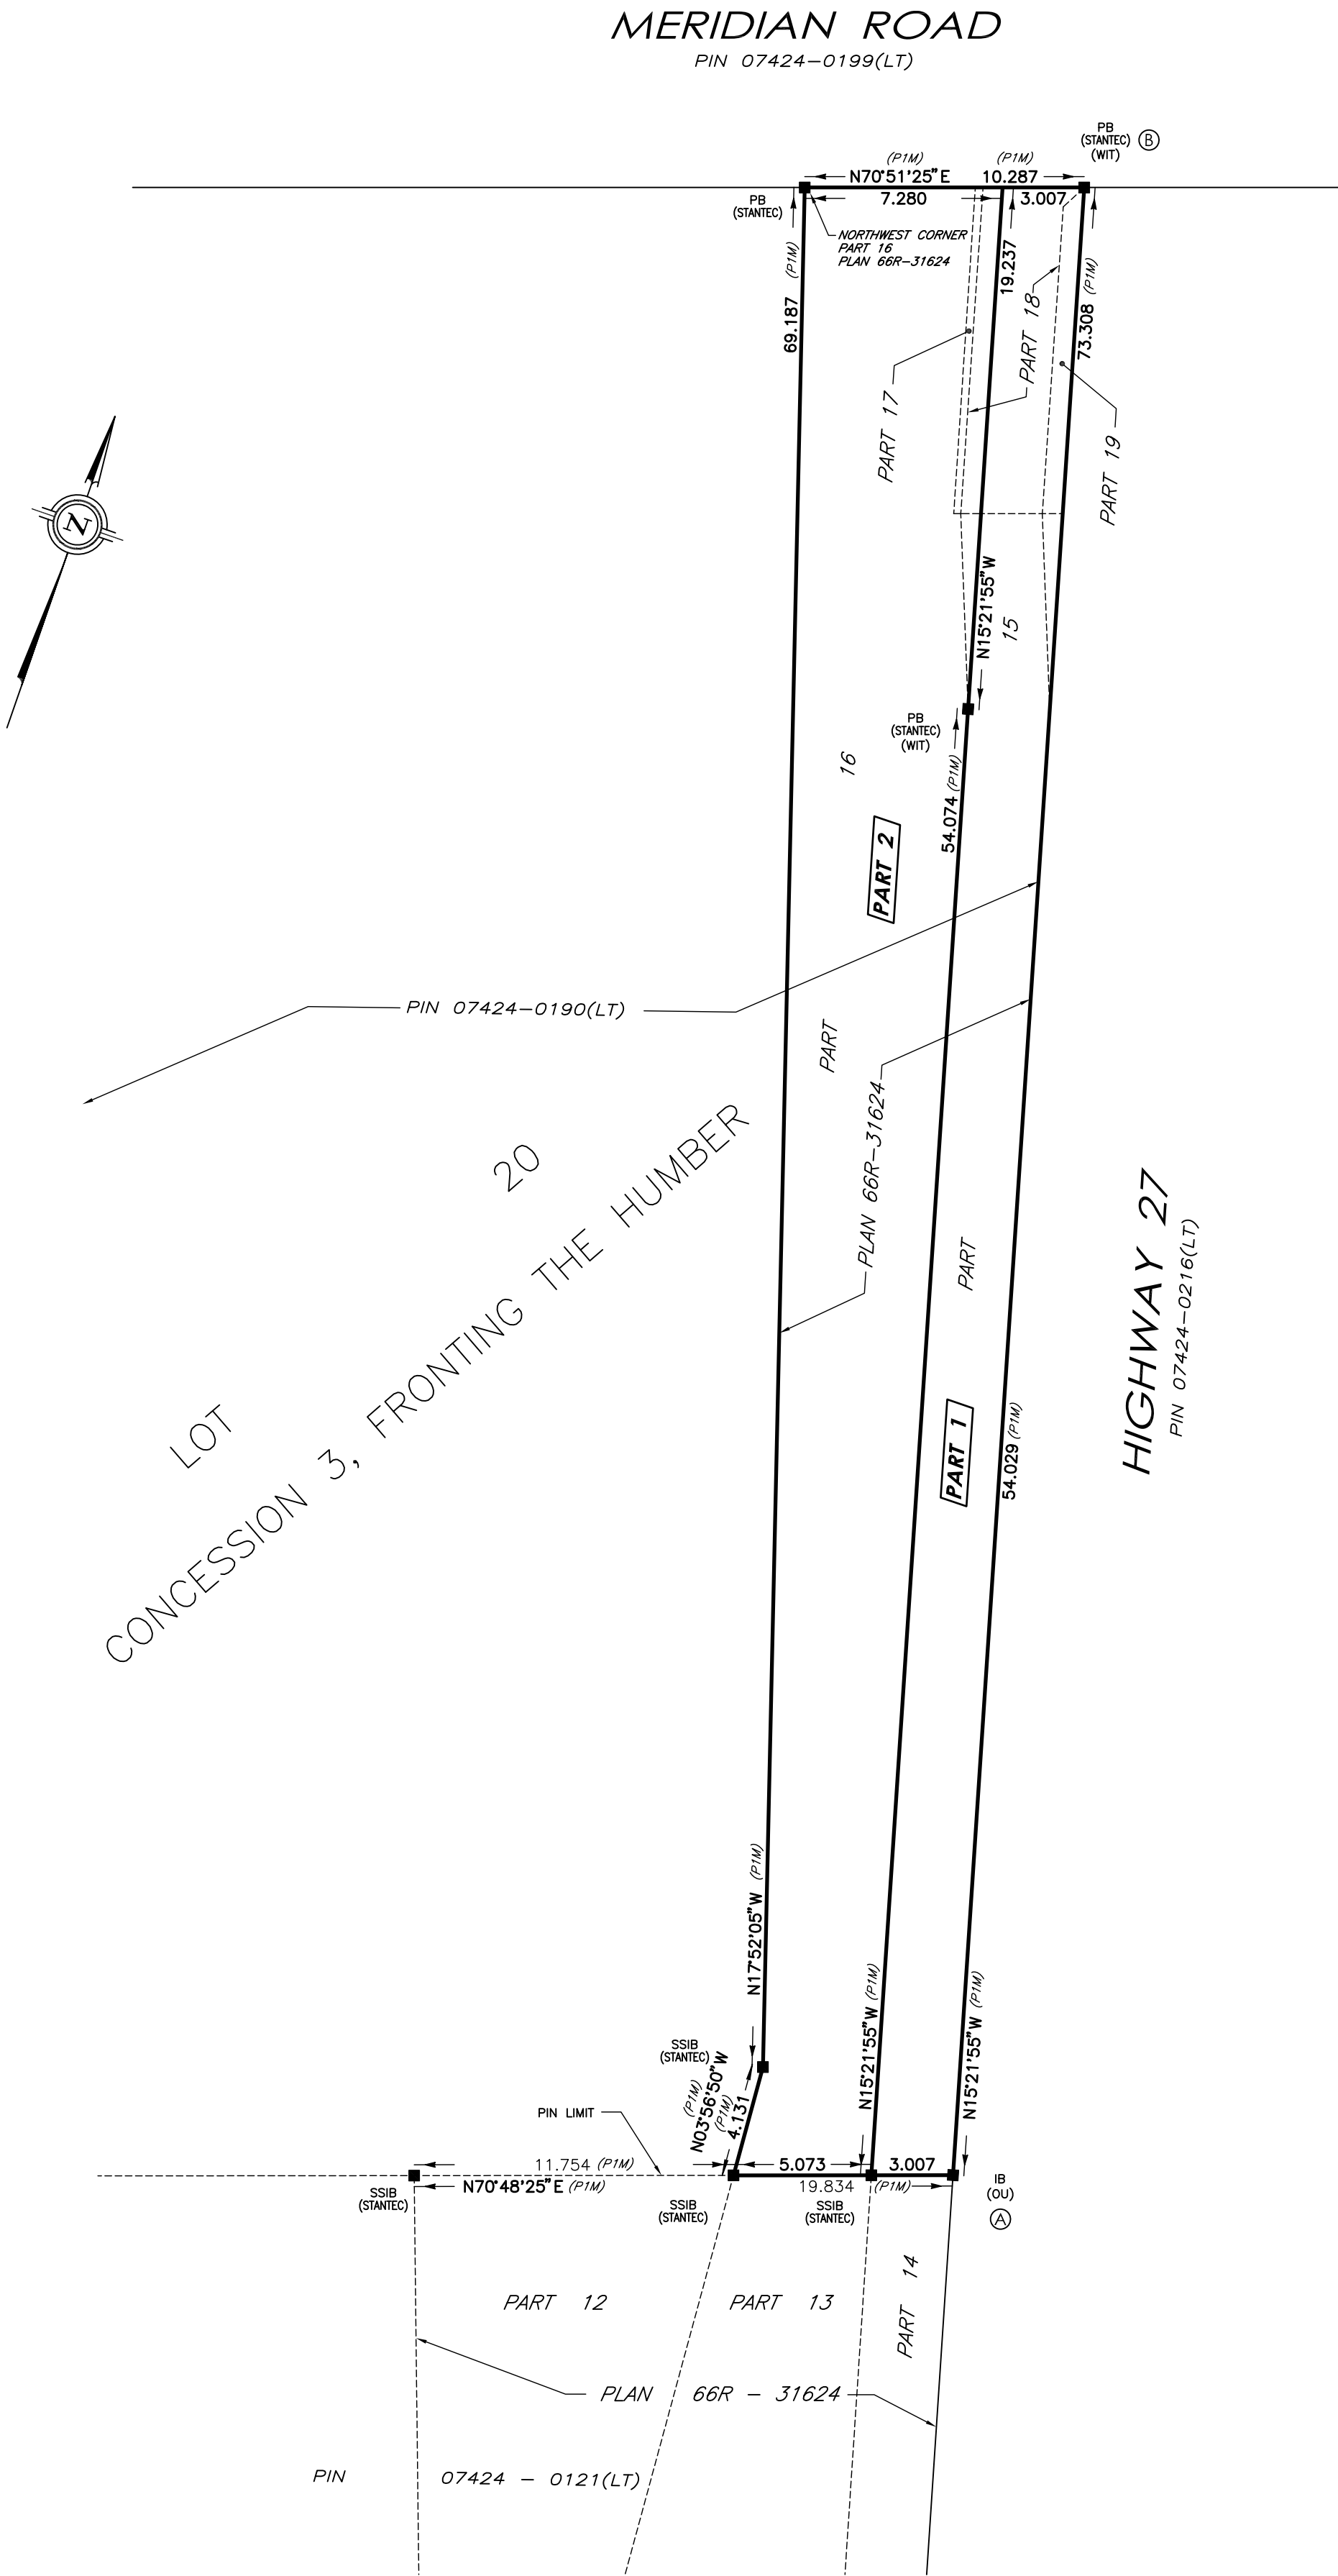 MERIDIAN ROAD
PIN 07424-0199(LT)
PB
(STANTEC)
(WIT)
B
(P1M)
(P1M)
N70°51'25"E
10.287
7.280
3.007
PB
(STANTEC)
NORTHWEST CORNER
PART 16
PLAN 66R-31624
69.187 (P1M)
19.237
73.308 (P1M)
PART 17
PART 18
PART 19
N
N15°21'55"W
15
PB
(STANTEC)
(WIT)
54.074 (P1M)
16
PART 2
PIN 07424-0190(LT)
PART
PLAN 66R-31624
LOT
20
CONCESSION 3, FRONTING THE HUMBER
PART
HIGHWAY 27
PIN 07424-0216(LT)
PART 1
54.029 (P1M)
N17°52'05"W (P1M)
N15°21'55"W (P1M)
N15°21'55"W (P1M)
SSIB
(STANTEC)
N03°56'50"W
(P1M)
4.131
(P1M)
PIN LIMIT
11.754 (P1M)
5.073
3.007
N70°48'25"E (P1M)
19.834 (P1M)
SSIB
(STANTEC)
SSIB
(STANTEC)
SSIB
(STANTEC)
IB
(OU)
A
PART 12
PART 13
PART 14
PLAN 66R - 31624
PIN 07424 - 0121(LT)